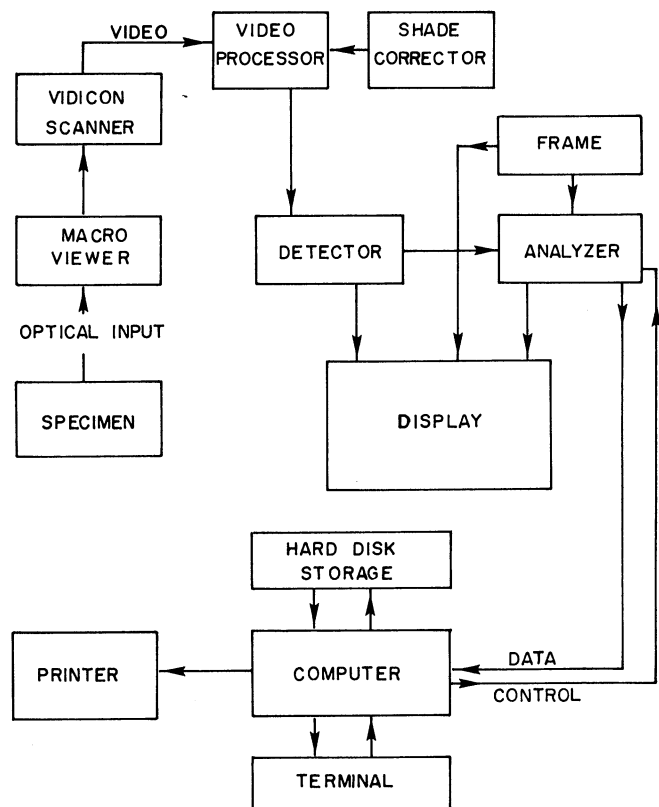 VIDEO
VIDEO
PROCESSOR
SHADE
CORRECTOR
VIDICON
SCANNER
FRAME
MACRO
VIEWER
DETECTOR
ANALYZER
OPTICAL INPUT
SPECIMEN
DISPLAY
HARD DISK
STORAGE
PRINTER
COMPUTER
DATA
CONTROL
TERMINAL